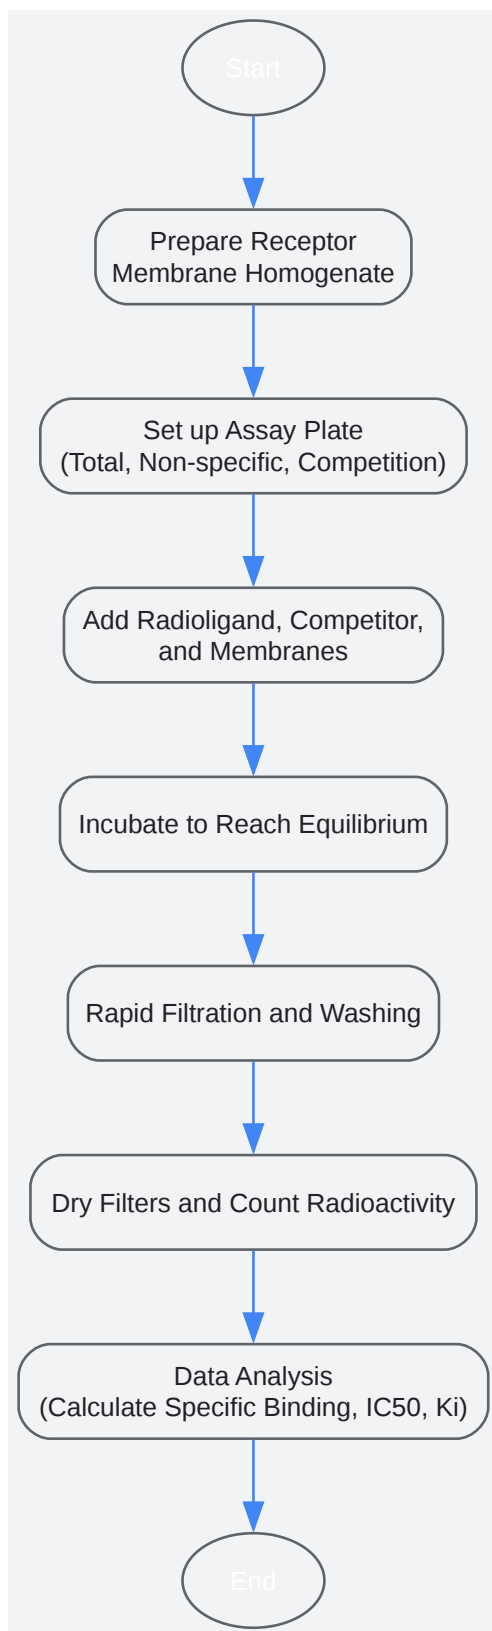 Start
Prepare Receptor
Membrane Homogenate
Set up Assay Plate
(Total, Non-specific, Competition)
Add Radioligand, Competitor,
and Membranes
Incubate to Reach Equilibrium
Rapid Filtration and Washing
Dry Filters and Count Radioactivity
Data Analysis
(Calculate Specific Binding, IC50, Ki)
End